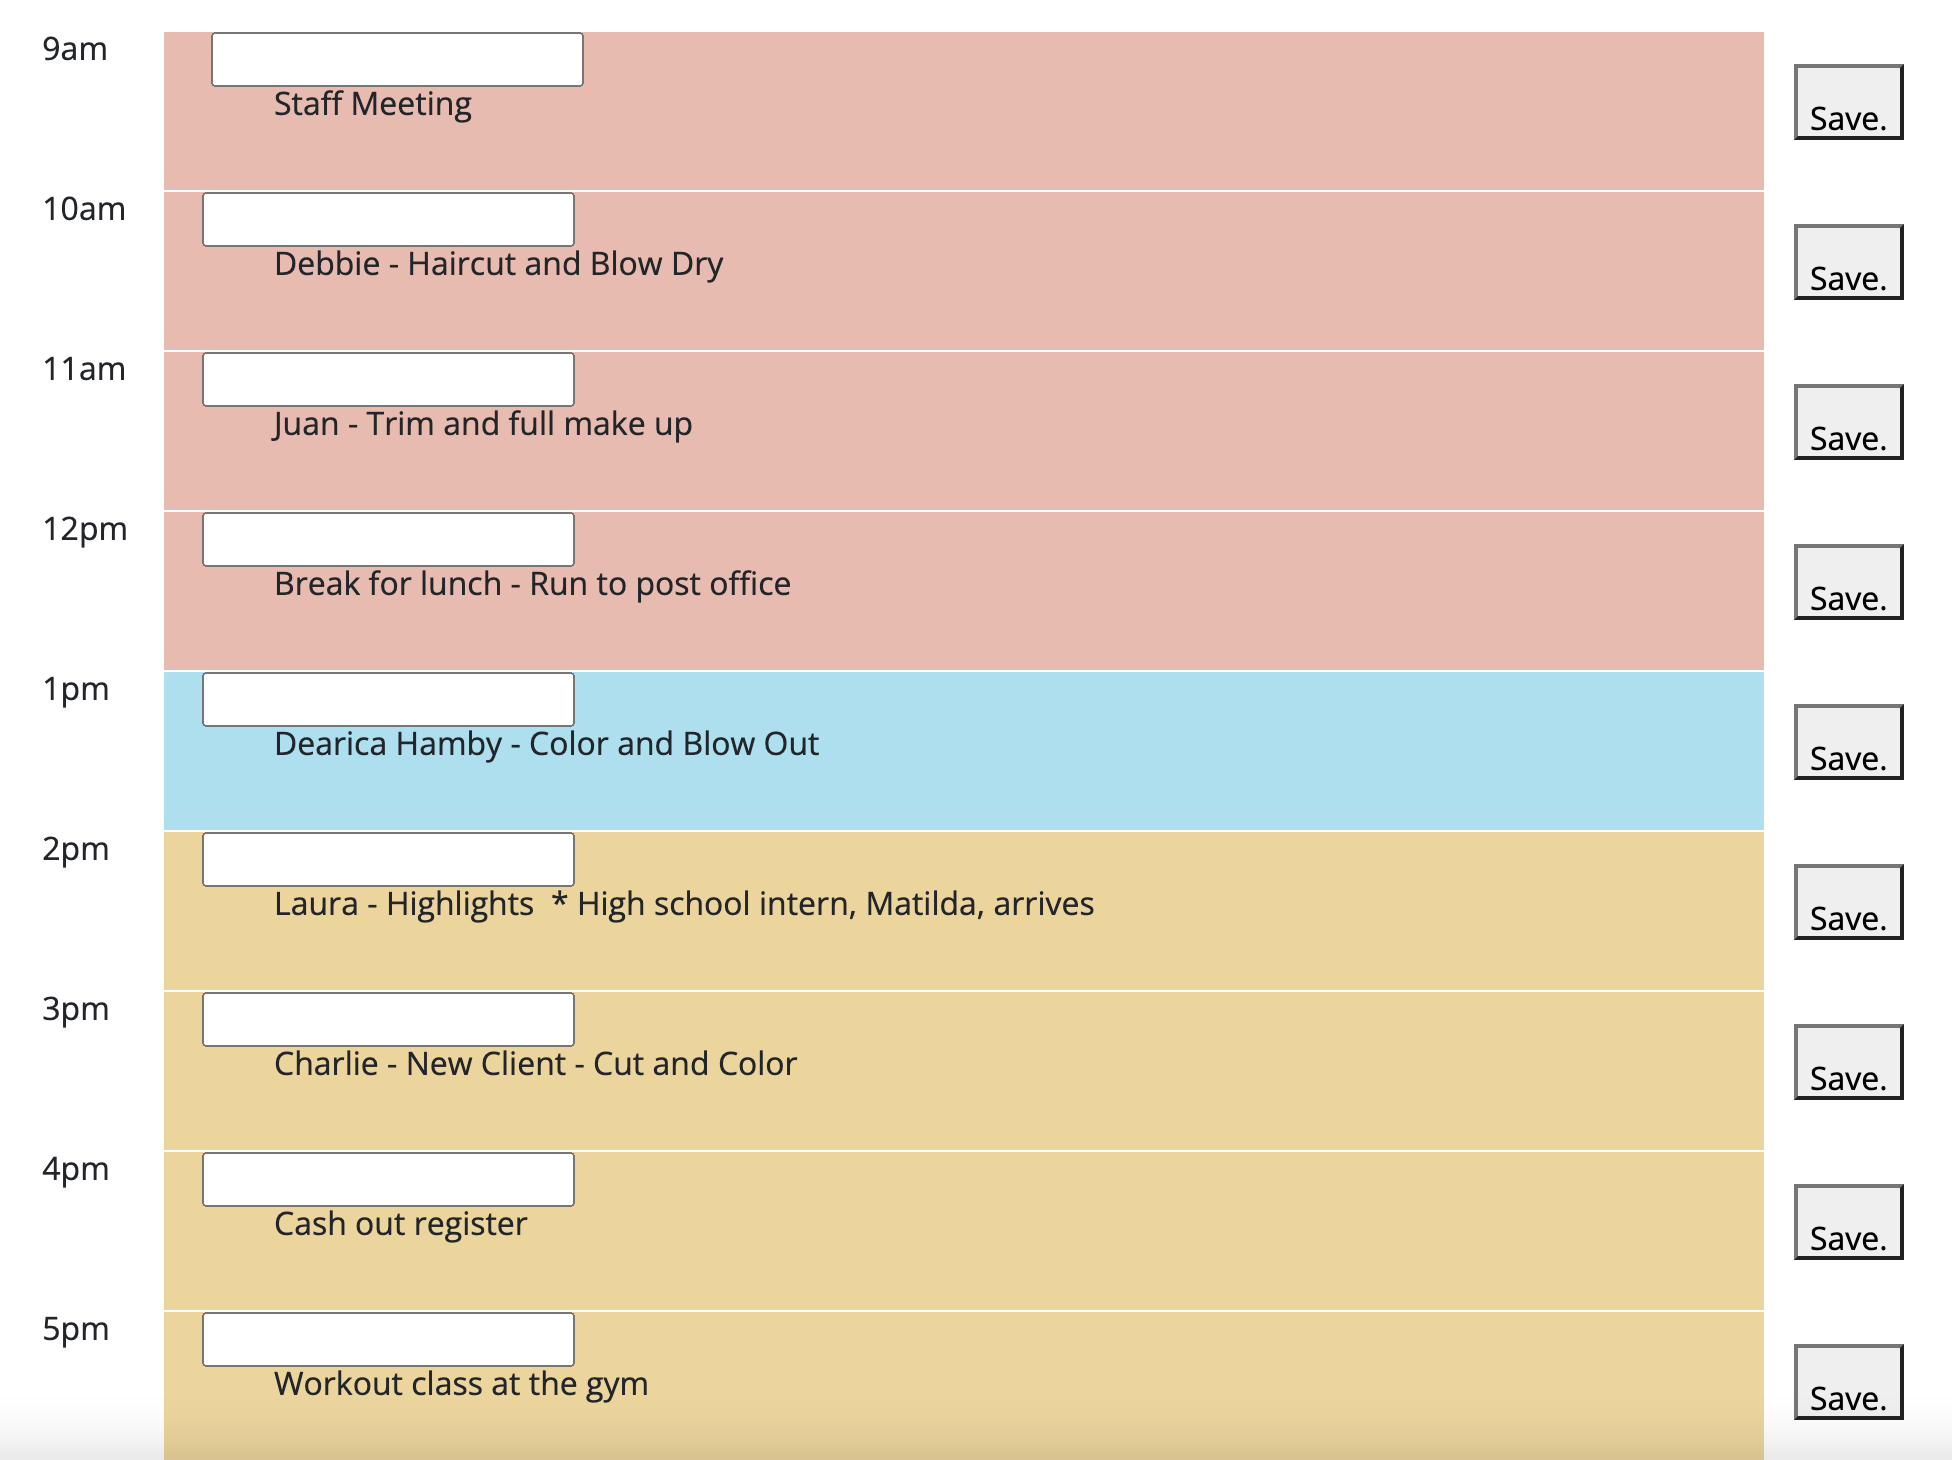 9am
Staff Meeting
Save.
10am
Debbie - Haircut and Blow Dry
Save.
11am
Juan - Trim and full make up
Save.
12pm
Break for lunch - Run to post office
Save.
1pm
Dearica Hamby - Color and Blow Out
Save.
2pm
Laura - Highlights  * High school intern, Matilda, arrives
Save.
3pm
Charlie - New Client - Cut and Color
Save.
4pm
Cash out register
Save.
5pm
Workout class at the gym
Save.